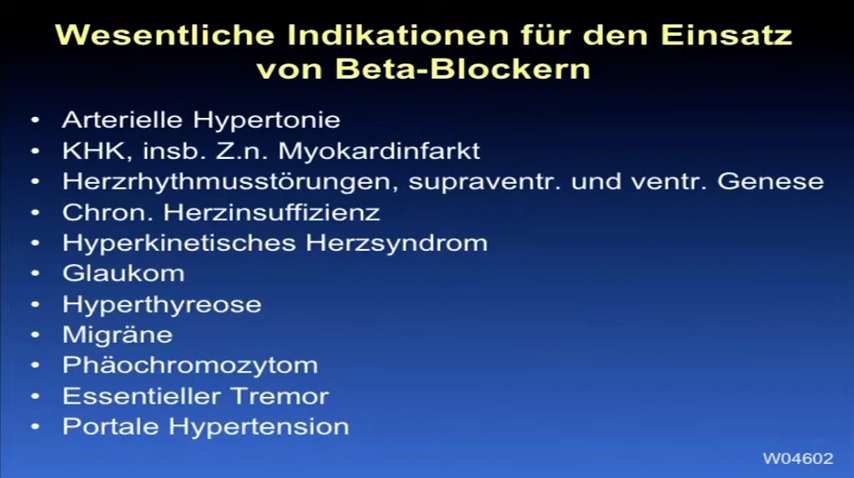 Wesentliche Indikationen für den Einsatz
von Beta-Blockern
• Arterielle Hypertonie
• KHK, insb. Z.n. Myokardinfarkt
• Herzrhythmusstörungen, supraventr. und ventr. Genese
• Chron. Herzinsuffizienz
• Hyperkinetisches Herzsyndrom
• Glaukom
• Hyperthyreose
• Migräne
• Phäochromozytom
• Essentieller Tremor
• Portale Hypertension
W04602